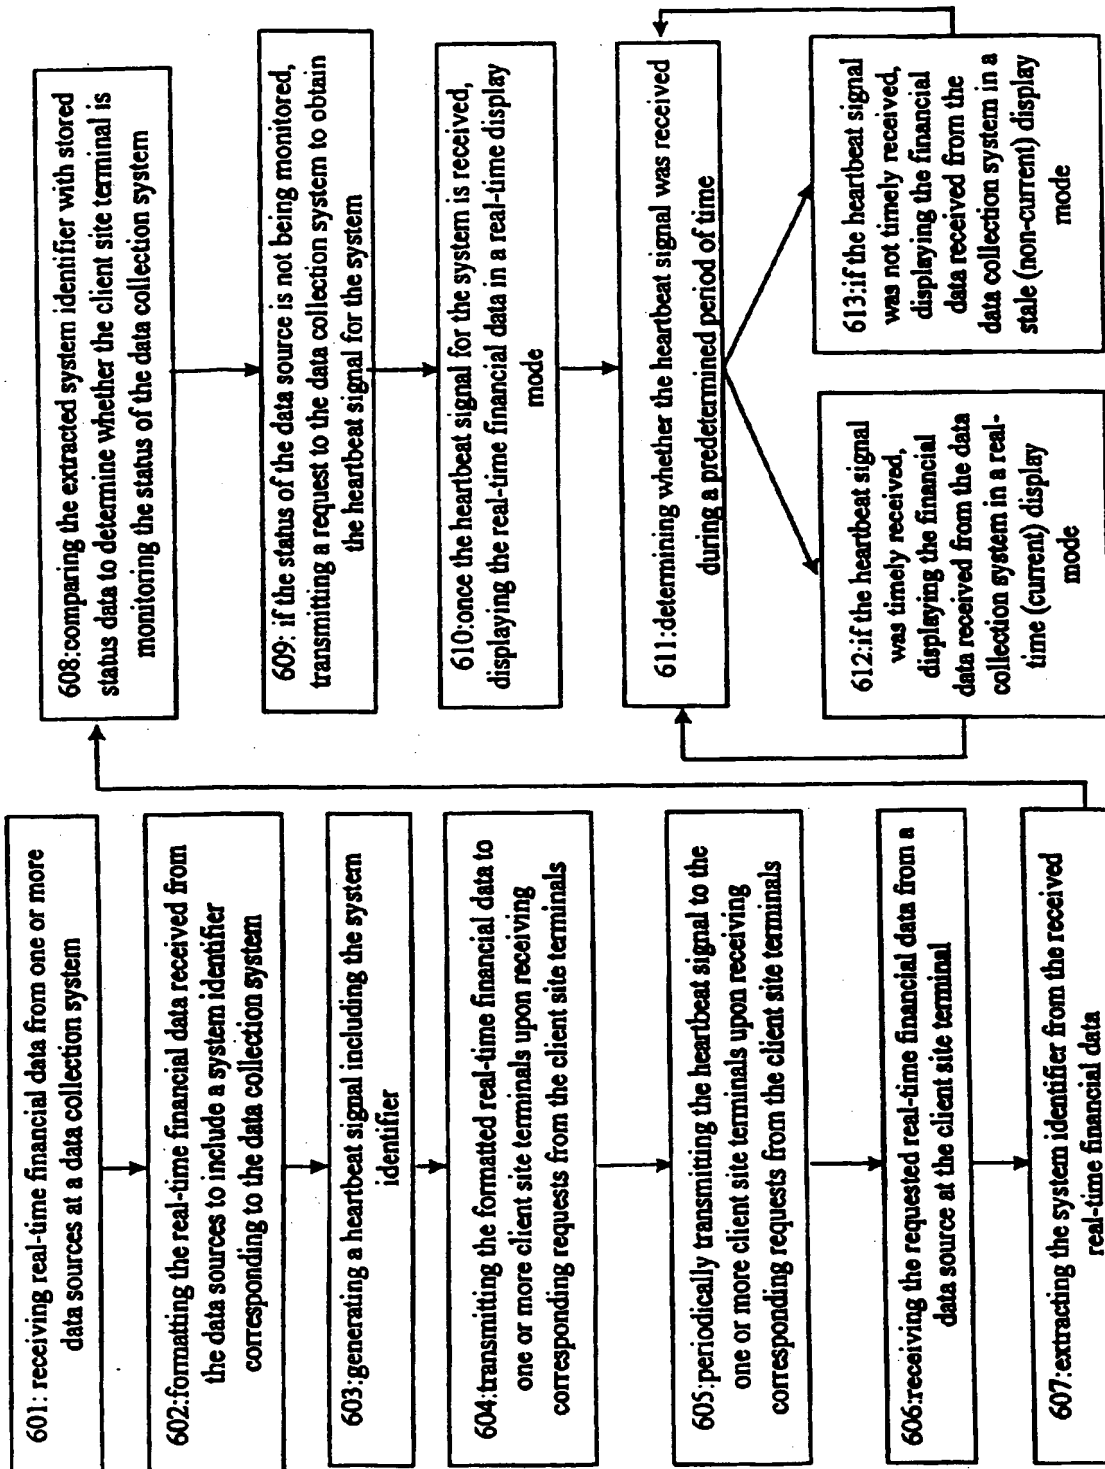 601: receiving real-time financial data from one or more
data sources at a data collection system
602:formatting the real-time financial data received from
the data sources to include a system identifier
corresponding to the data collection system
603:generating a heartbeat signal including the system
identifier
604:transmitting the formatted real-time financial data to
one or more client site terminals upon receiving
corresponding requests from the client site terminals
605:periodically transmitting the heartbeat signal to the
one or more client site terminals upon receiving
corresponding requests from the client site terminals
606:receiving the requested real-time financial data from a
data source at the client site terminal
607:extracting the system identifier from the received
real-time financial data
608:comparing the extracted system identifier with stored
status data to determine whether the client site terminal is
monitoring the status of the data collection system
609: if the status of the data source is not being monitored,
transmitting a request to the data collection system to obtain
the heartbeat signal for the system
610:once the heartbeat signal for the system is received,
displaying the real-time financial data in a real-time display
mode
611:determining whether the heartbeat signal was received
during a predetermined period of time
612:if the heartbeat signal
was timely received,
displaying the financial
data received from the data
collection system in a real-
time (current) display
mode
613:if the heartbeat signal
was not timely received,
displaying the financial
data received from the
data collection system in a
stale (non-current) display
mode